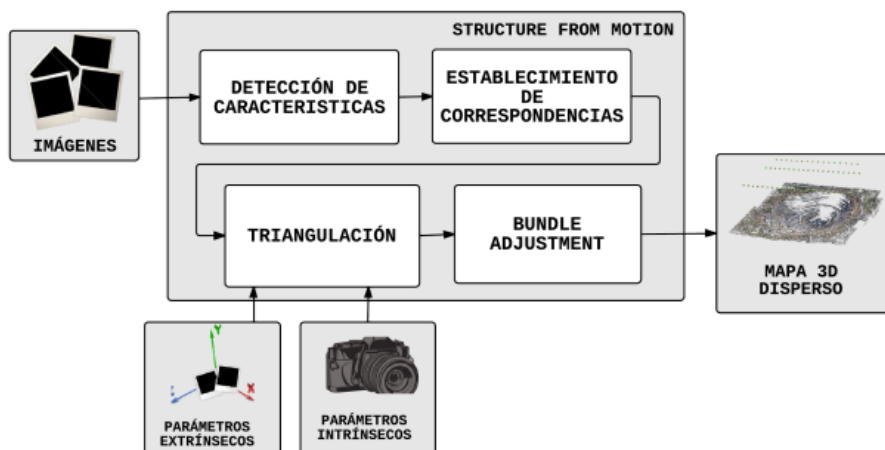 STRUCTURE FROM MOTION
IMÁGENES
DETECCIÓN DE
CARACTERISTICAS
ESTABLECIMIENTO
DE
CORRESPONDENCIAS
TRIANGULACIÓN
BUNDLE
ADJUSTMENT
MAPA 3D
DISPERSO
Y
Z
X
PARÁMETROS
EXTRÍNSECOS
PARÁMETROS
INTRÍNSECOS